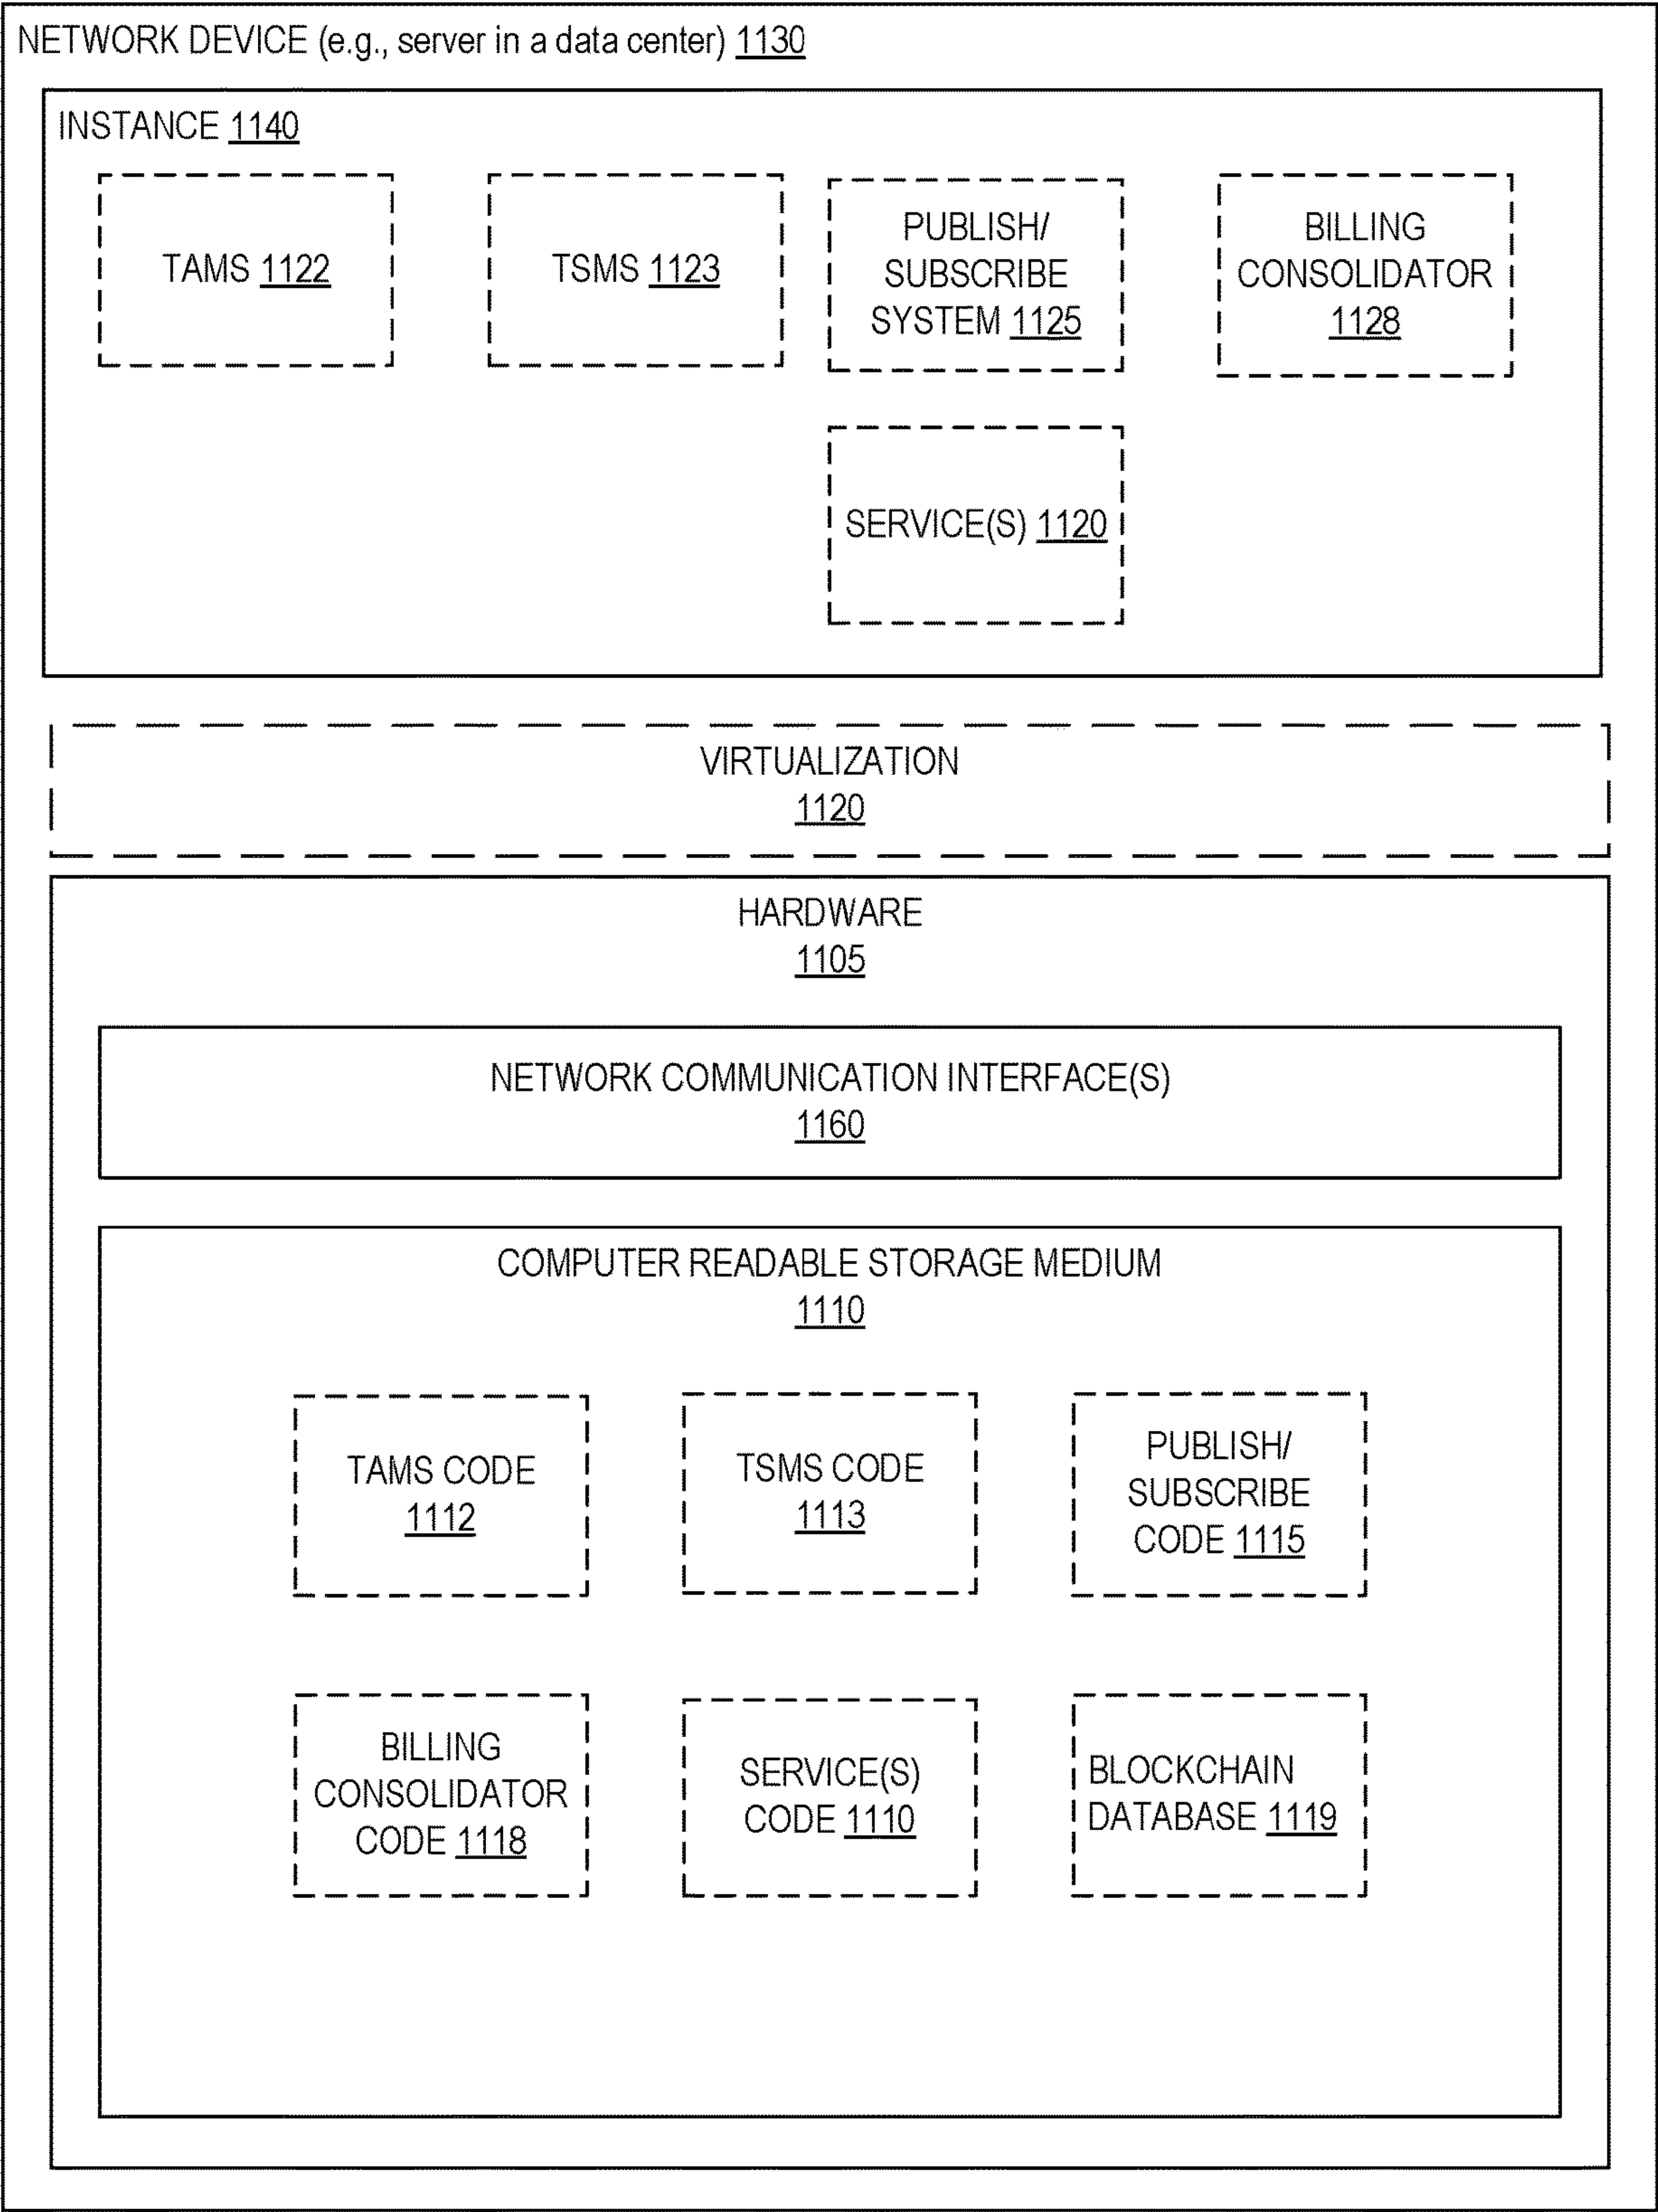 NETWORK DEVICE (e.g., server in a data center) 1130
INSTANCE 1140
TAMS 1122
TSMS 1123
PUBLISH/
SUBSCRIBE
SYSTEM 1125
BILLING
CONSOLIDATOR
1128
SERVICE(S) 1120
VIRTUALIZATION
1120
HARDWARE
1105
NETWORK COMMUNICATION INTERFACE(S)
1160
COMPUTER READABLE STORAGE MEDIUM
1110
TAMS CODE
1112
TSMS CODE
1113
PUBLISH/
SUBSCRIBE
CODE 1115
BILLING
CONSOLIDATOR
CODE 1118
SERVICE(S)
CODE 1110
BLOCKCHAIN
DATABASE 1119